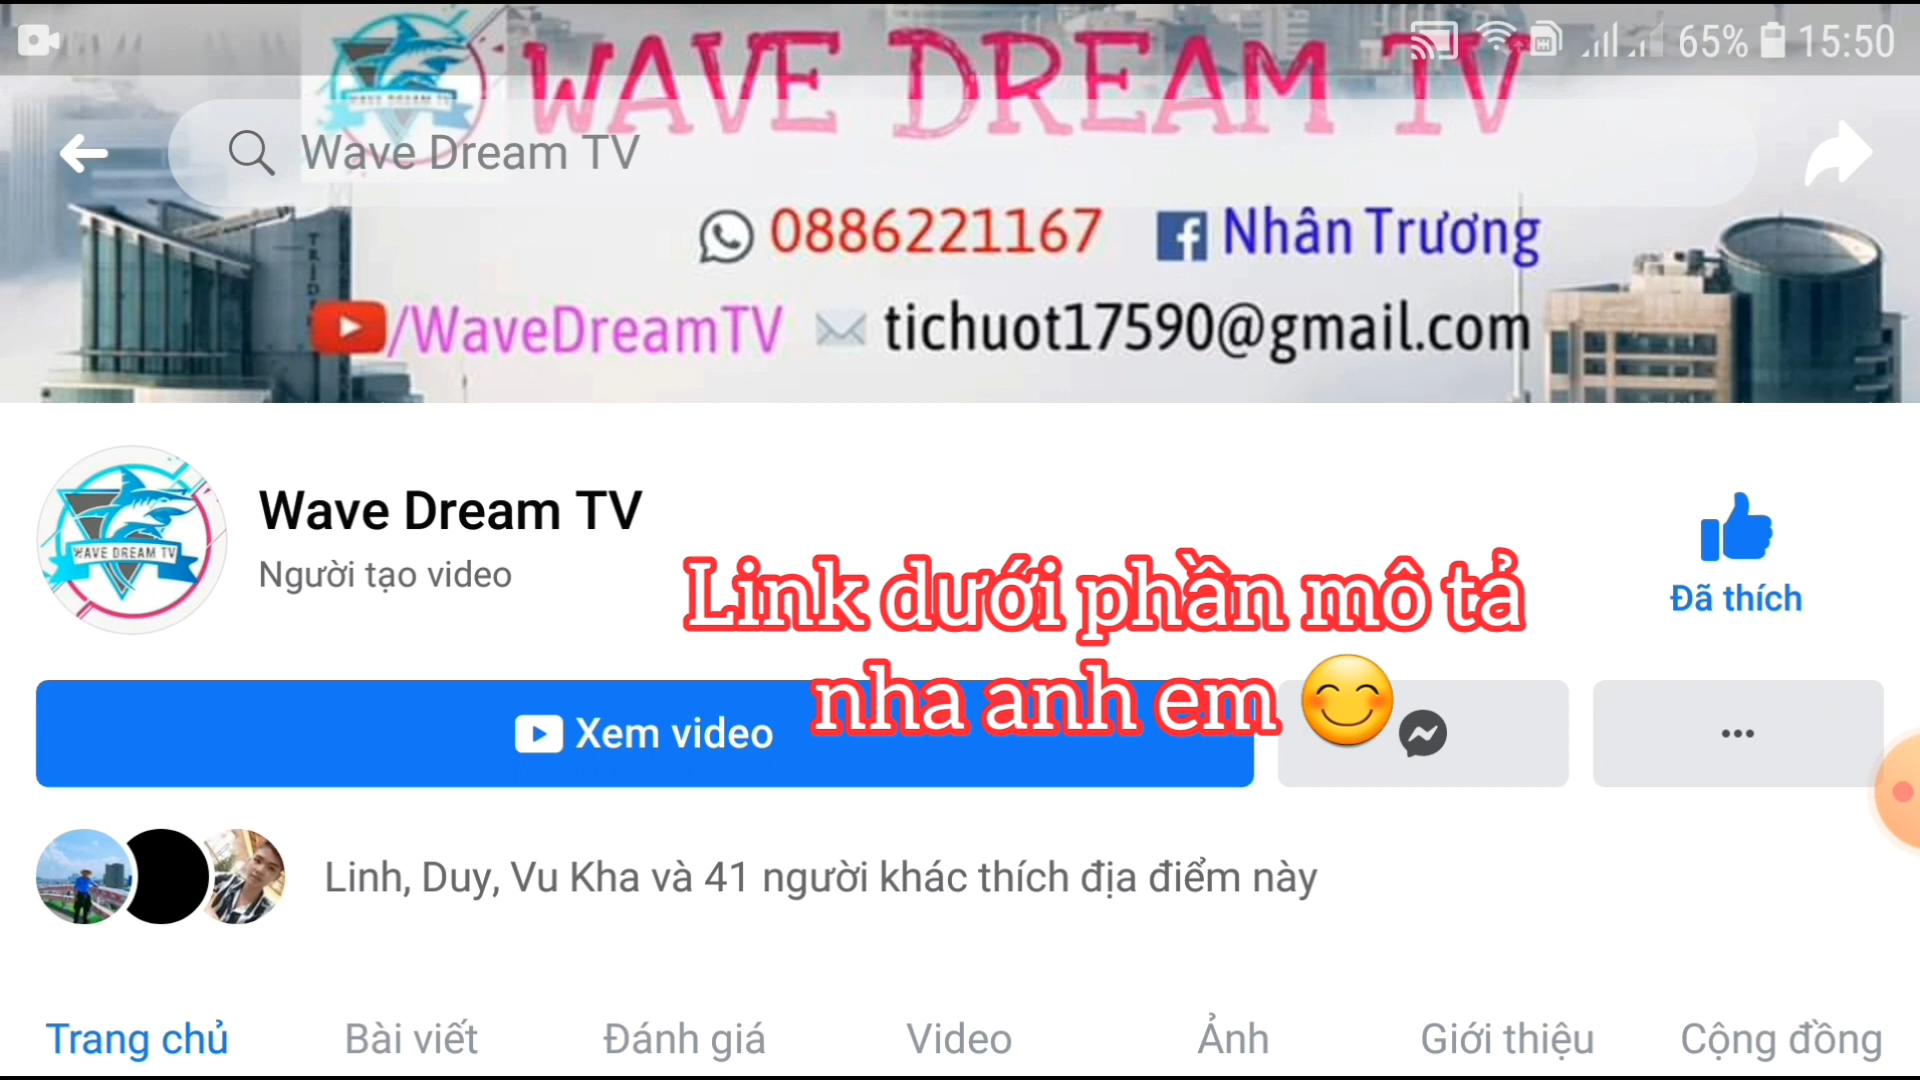 65% 15:50
WAVE DREAM TV
WAVE DREAM TV
Wave Dream TV
0886221167 Nhân Trương
/WaveDreamTV tichuot17590@gmail.com
WAVE DREAM TV
Wave Dream TV
Người tạo video
Đã thích
Link dưới phần mô tả
nha anh em 😊
Xem video
Linh, Duy, Vu Kha và 41 người khác thích địa điểm này
Trang chủ Bài viết Đánh giá Video Ảnh Giới thiệu Cộng đồng